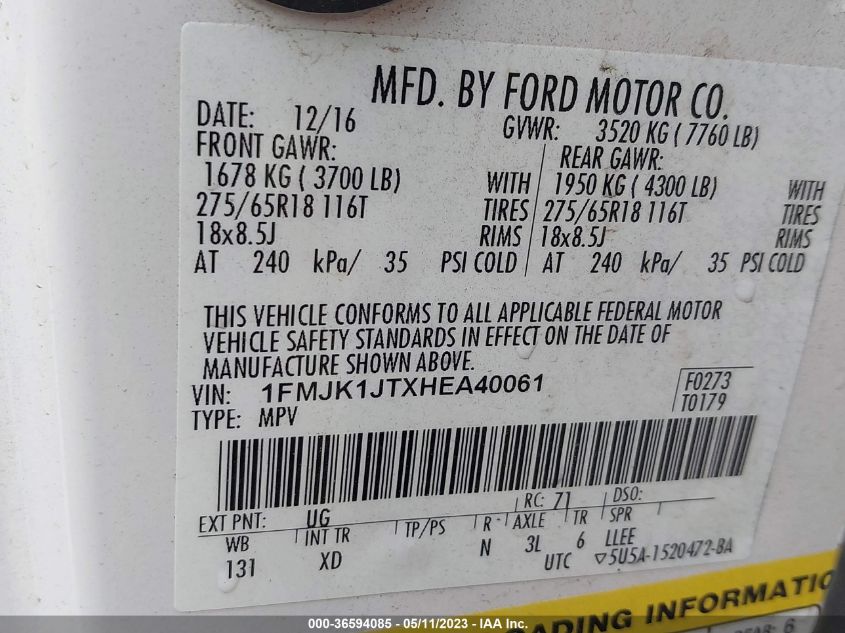 MFD. BY FORD MOTOR CO.
DATE: 12/16 GVWR: 3520 KG ( 7760 LB)
FRONT GAWR: REAR GAWR:
1678 KG ( 3700 LB) WITH 1950 KG ( 4300 LB) WITH
275/65R18 116T TIRES 275/65R18 116T TIRES
18x8.5J RIMS 18x8.5J RIMS
AT 240 kPa/ 35 PSI COLD AT 240 kPa/ 35 PSI COLD
THIS VEHICLE CONFORMS TO ALL APPLICABLE FEDERAL MOTOR
VEHICLE SAFETY STANDARDS IN EFFECT ON THE DATE OF
MANUFACTURE SHOWN ABOVE.
VIN: 1FMJK1JTXHEA40061 F0273
TYPE: MPV T0179
EXT PNT: UG RC: 71 DSO:
WB INT TR TP/PS R AXLE TR SPR
131 XD N 3L 6 LLEE
UTC ▽5U5A-1520472-BA
LOADING INFORMATIO
REAR: 6
000-36594085 - 05/11/2023 - IAA Inc.